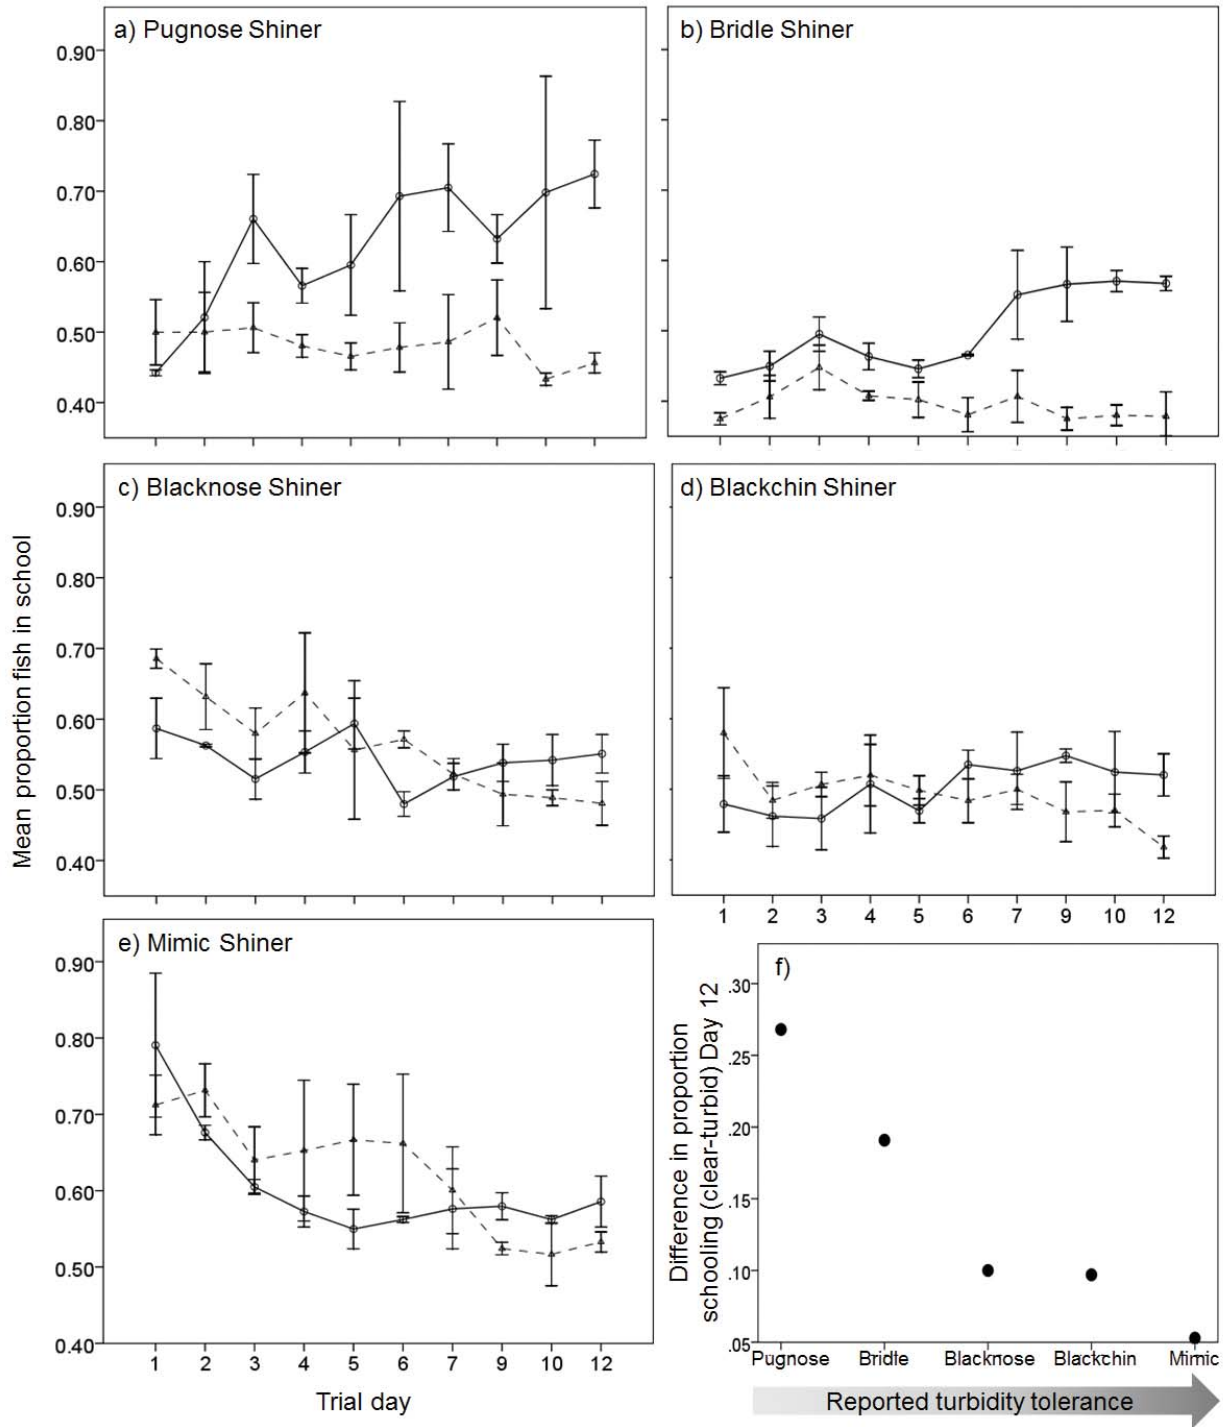 a) Pugnose Shiner
0.90
0.80
0.70
0.60
0.50
0.40
b) Bridle Shiner
Mean proportion fish in school
c) Blacknose Shiner
0.90
0.80
0.70
0.60
0.50
0.40
d) Blackchin Shiner
1 2 3 4 5 6 7 9 10 12
e) Mimic Shiner
0.90
0.80
0.70
0.60
0.50
0.40
1 2 3 4 5 6 7 9 10 12
Trial day
f)
Difference in proportion
schooling (clear-turbid) Day 12
.30
.25
.20
.15
.10
.05
Pugnose Bridle Blacknose Blackchin Mimic
Reported turbidity tolerance